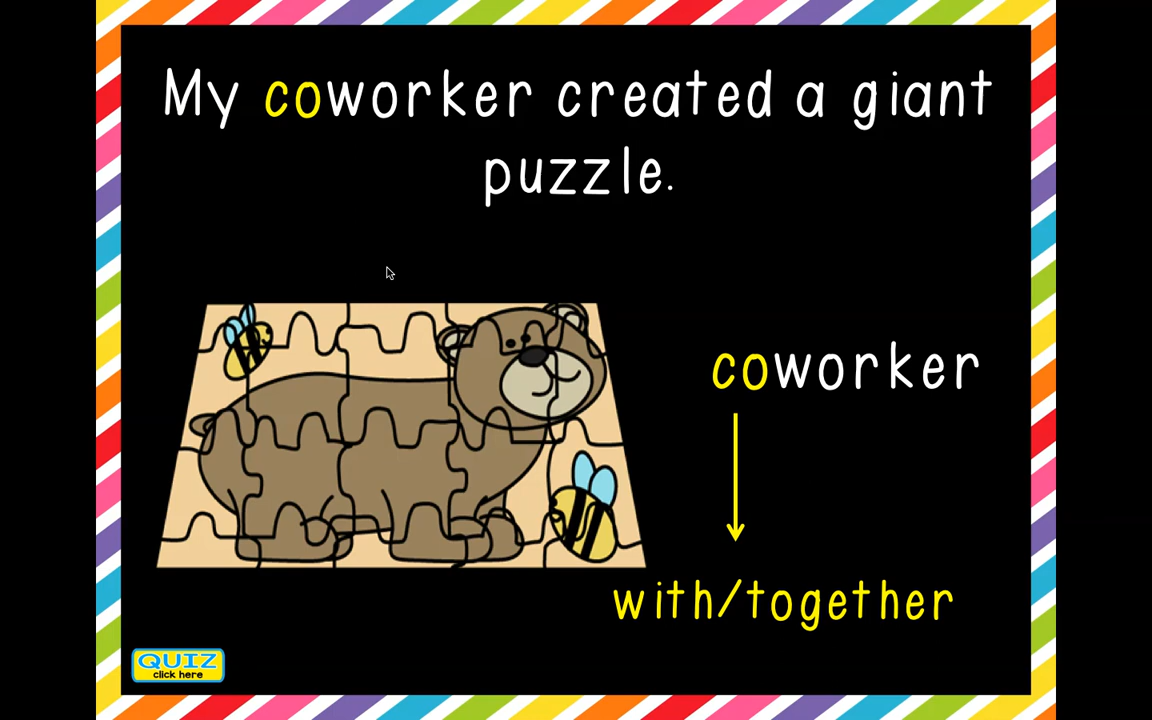 My coworker created a giant
puzzle.
coworker
with/together
QUIZ
click here